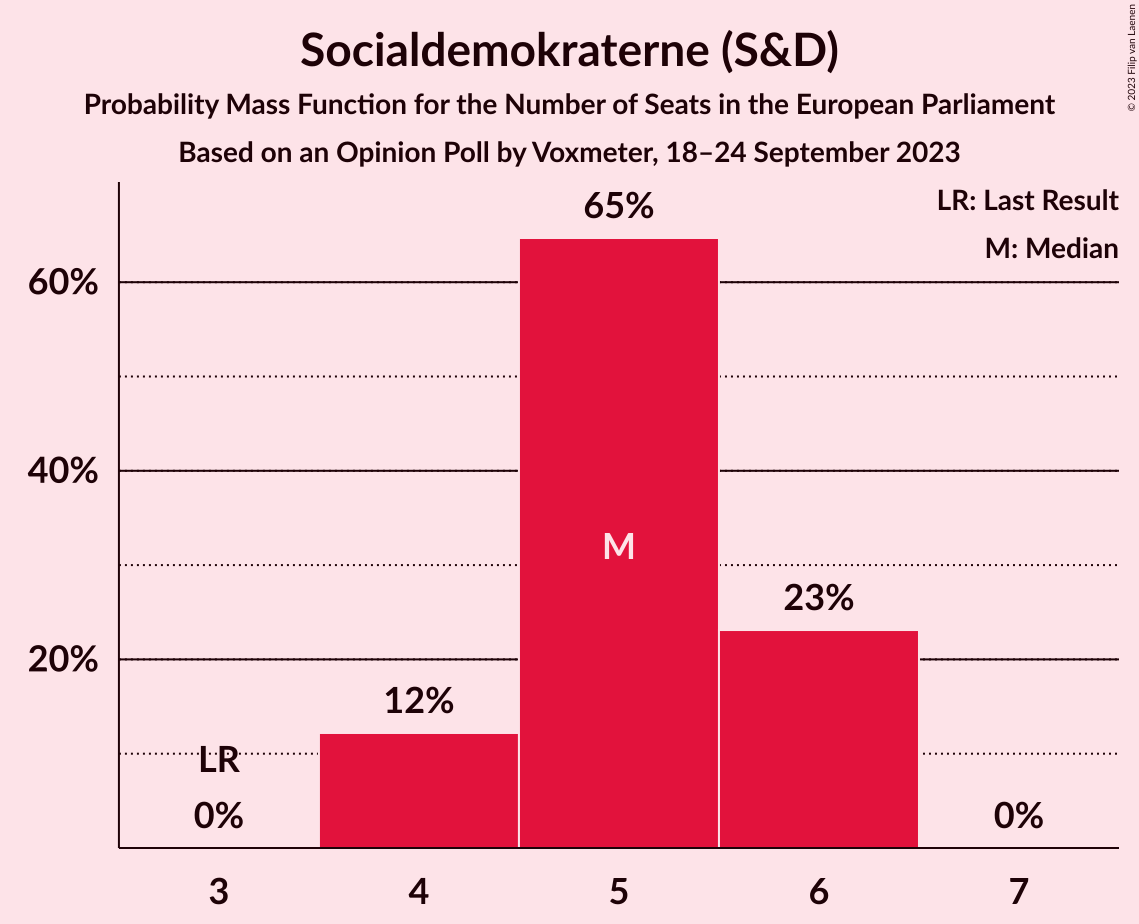 Socialdemokraterne (S&D)
Probability Mass Function for the Number of Seats in the European Parliament
Based on an Opinion Poll by Voxmeter, 18–24 September 2023
© 2023 Filip van Laenen
LR: Last Result
M: Median
65%
60%
40%
M
23%
20%
12%
LR
0%
0%
3 4 5 6 7